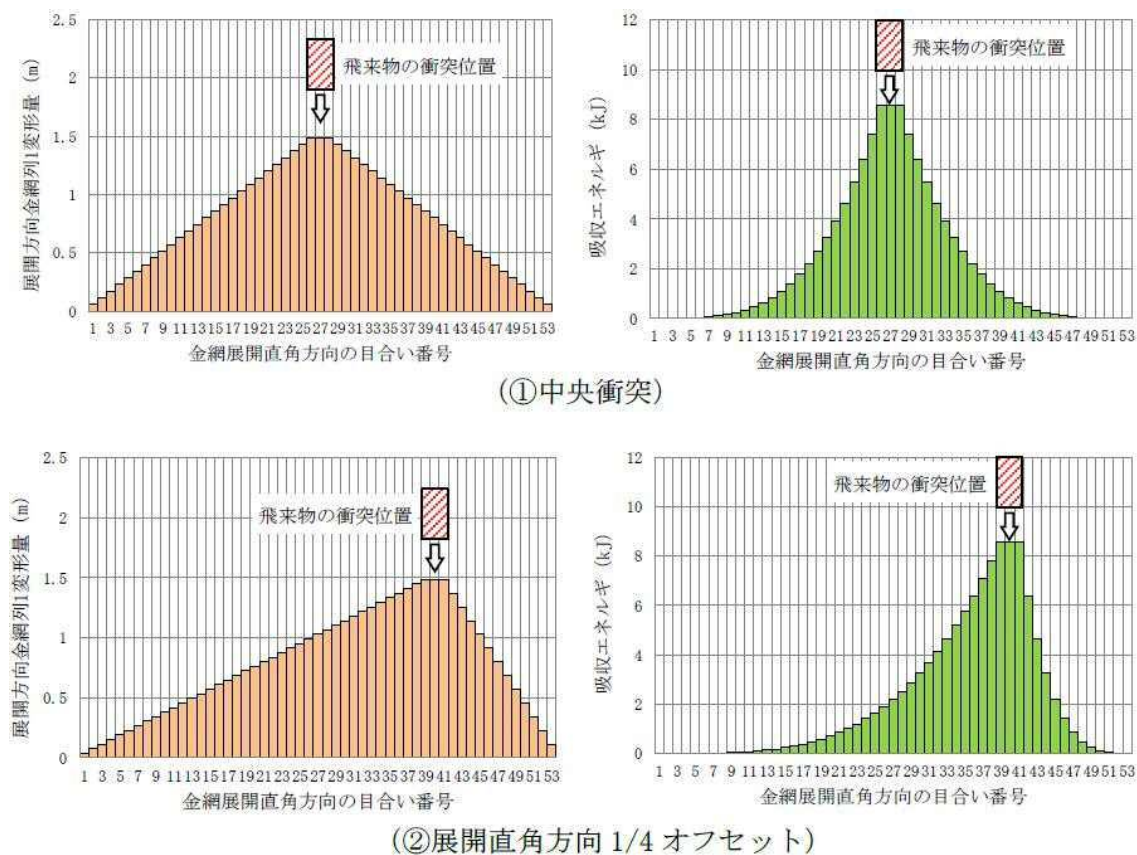 2.5
2
1.5
1
0.5
0
展開方向金網列1変形量 (m)
飛来物の衝突位置
1 3 5 7 9 11 13 15 17 19 21 23 25 27 29 31 33 35 37 39 41 43 45 47 49 51 53
金網展開直角方向の目合い番号
12
10
8
6
4
2
0
吸収エネルギ (kJ)
飛来物の衝突位置
1 3 5 7 9 11 13 15 17 19 21 23 25 27 29 31 33 35 37 39 41 43 45 47 49 51 53
金網展開直角方向の目合い番号
(①中央衝突)
2.5
2
1.5
1
0.5
0
展開方向金網列1変形量 (m)
飛来物の衝突位置
1 3 5 7 9 11 13 15 17 19 21 23 25 27 29 31 33 35 37 39 41 43 45 47 49 51 53
金網展開直角方向の目合い番号
12
10
8
6
4
2
0
吸収エネルギ (kJ)
飛来物の衝突位置
1 3 5 7 9 11 13 15 17 19 21 23 25 27 29 31 33 35 37 39 41 43 45 47 49 51 53
金網展開直角方向の目合い番号
(②展開直角方向 1/4 オフセット)